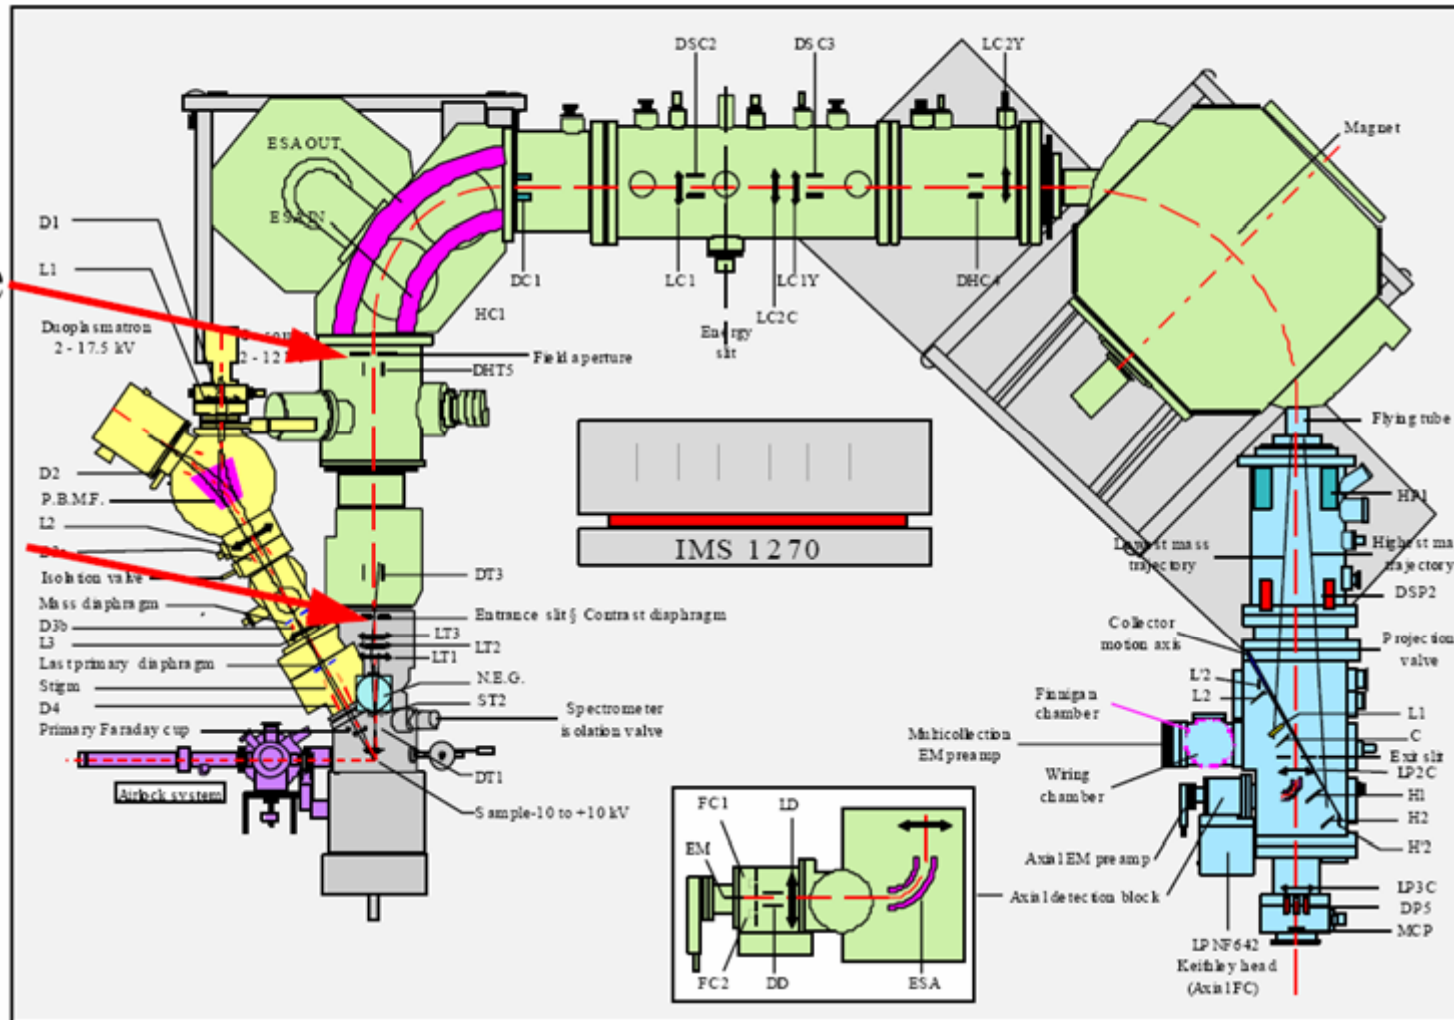 DSC2
DSC3
LC2Y
Magnet
ESA OUT
ESA IN
D1
L1
Duoplasmatron
2 - 17.5 kV
2 - 12
DC1
HC1
LC1
LC1Y
LC2C
DHC4
Energy
slit
Field aperture
DHT5
Flying tube
D2
P.B.M.F.
L2
Isolation valve
Mass diaphragm
D3b
L3
Last primary diaphragm
Stigm
D4
Primary Faraday cup
Airlock system
IMS 1270
DT3
Entrance slit § Contrast diaphragm
LT3
LT2
LT1
N.E.G.
ST2
Spectrometer
isolation valve
DT1
Sample-10 to +10 kV
HP1
Lowest mass
trajectory
Highest ma
trajectory
DSP2
Collector
motion axis
Projection
valve
L'2
L2
L1
C
Exit slit
LP2C
H1
H2
H'2
Finnigan
chamber
Multicollection
EM preamp
Wiring
chamber
Axial EM preamp
Axial detection block
LP3C
DP5
MCP
LPNF642
Keithley head
(Axial FC)
FC1
LD
EM
FC2
DD
ESA